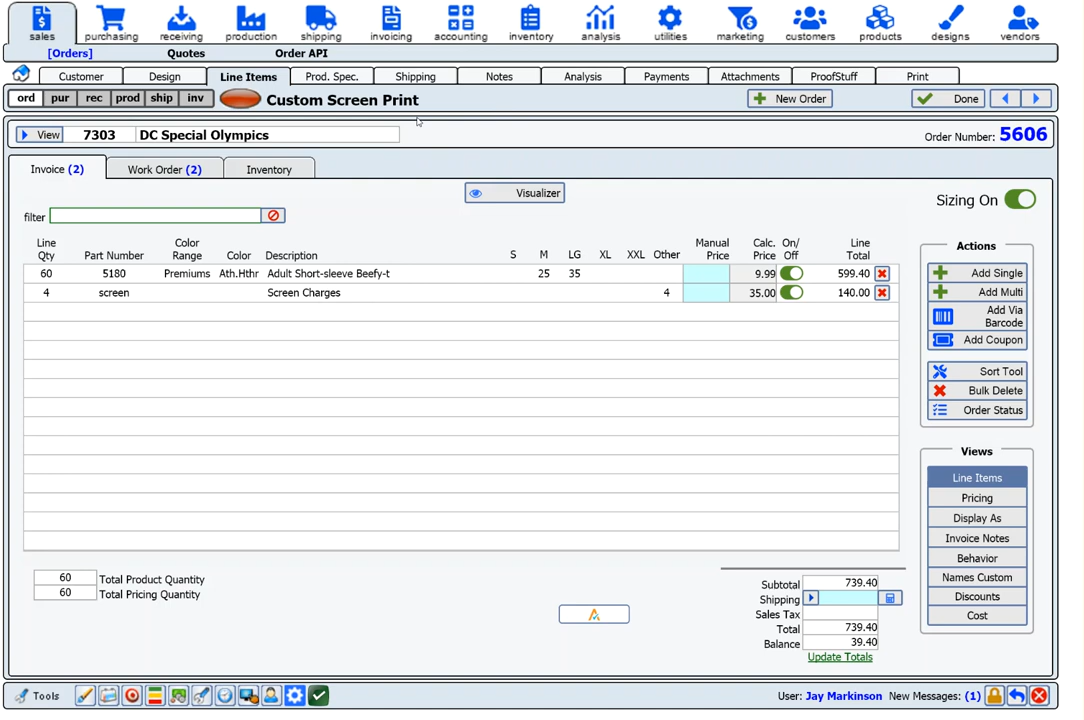 sales purchasing receiving production shipping invoicing accounting inventory analysis utilities marketing customers products designs vendors
[Orders] Quotes Order API
Customer Design Line Items Prod. Spec. Shipping Notes Analysis Payments Attachments ProofStuff Print
ord pur rec prod ship inv Custom Screen Print New Order Done
View 7303 DC Special Olympics Order Number: 5606
Invoice (2) Work Order (2) Inventory
Visualizer
Sizing On
filter
Line Qty Part Number Color Range Color Description S M LG XL XXL Other Manual Price Calc. Price On/Off Line Total
60 5180 Premiums Ath.Hthr Adult Short-sleeve Beefy-t 25 35 9.99 599.40
4 screen Screen Charges 4 35.00 140.00
Actions
Add Single
Add Multi
Add Via
Barcode
Add Coupon
Sort Tool
Bulk Delete
Order Status
Views
Line Items
Pricing
Display As
Invoice Notes
Behavior
Names Custom
Discounts
Cost
60 Total Product Quantity
60 Total Pricing Quantity
Subtotal 739.40
Shipping
Sales Tax
Total 739.40
Balance 39.40
Update Totals
Tools User: Jay Markinson New Messages: (1)